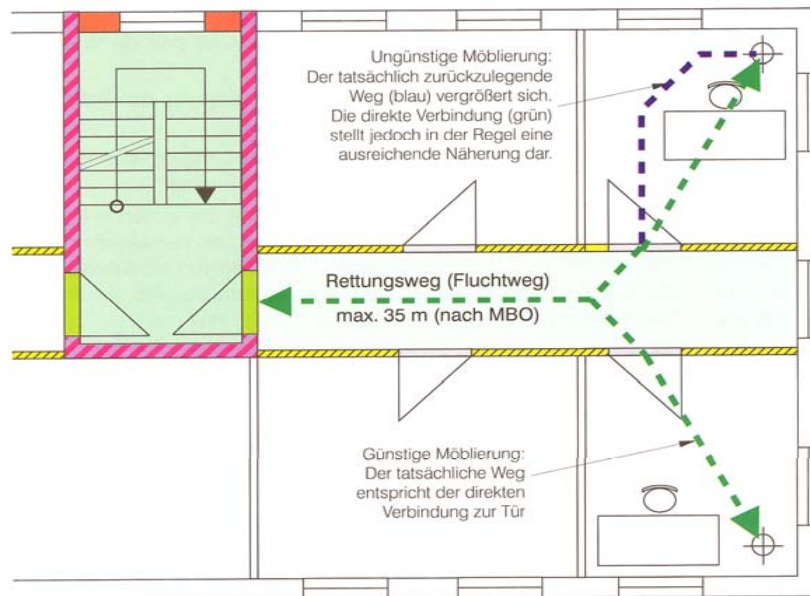 Ungünstige Möblierung:
Der tatsächlich zurückzulegende
Weg (blau) vergrößert sich.
Die direkte Verbindung (grün)
stellt jedoch in der Regel eine
ausreichende Näherung dar.
Rettungsweg (Fluchtweg)
max. 35 m (nach MBO)
Günstige Möblierung:
Der tatsächliche Weg
entspricht der direkten
Verbindung zur Tür